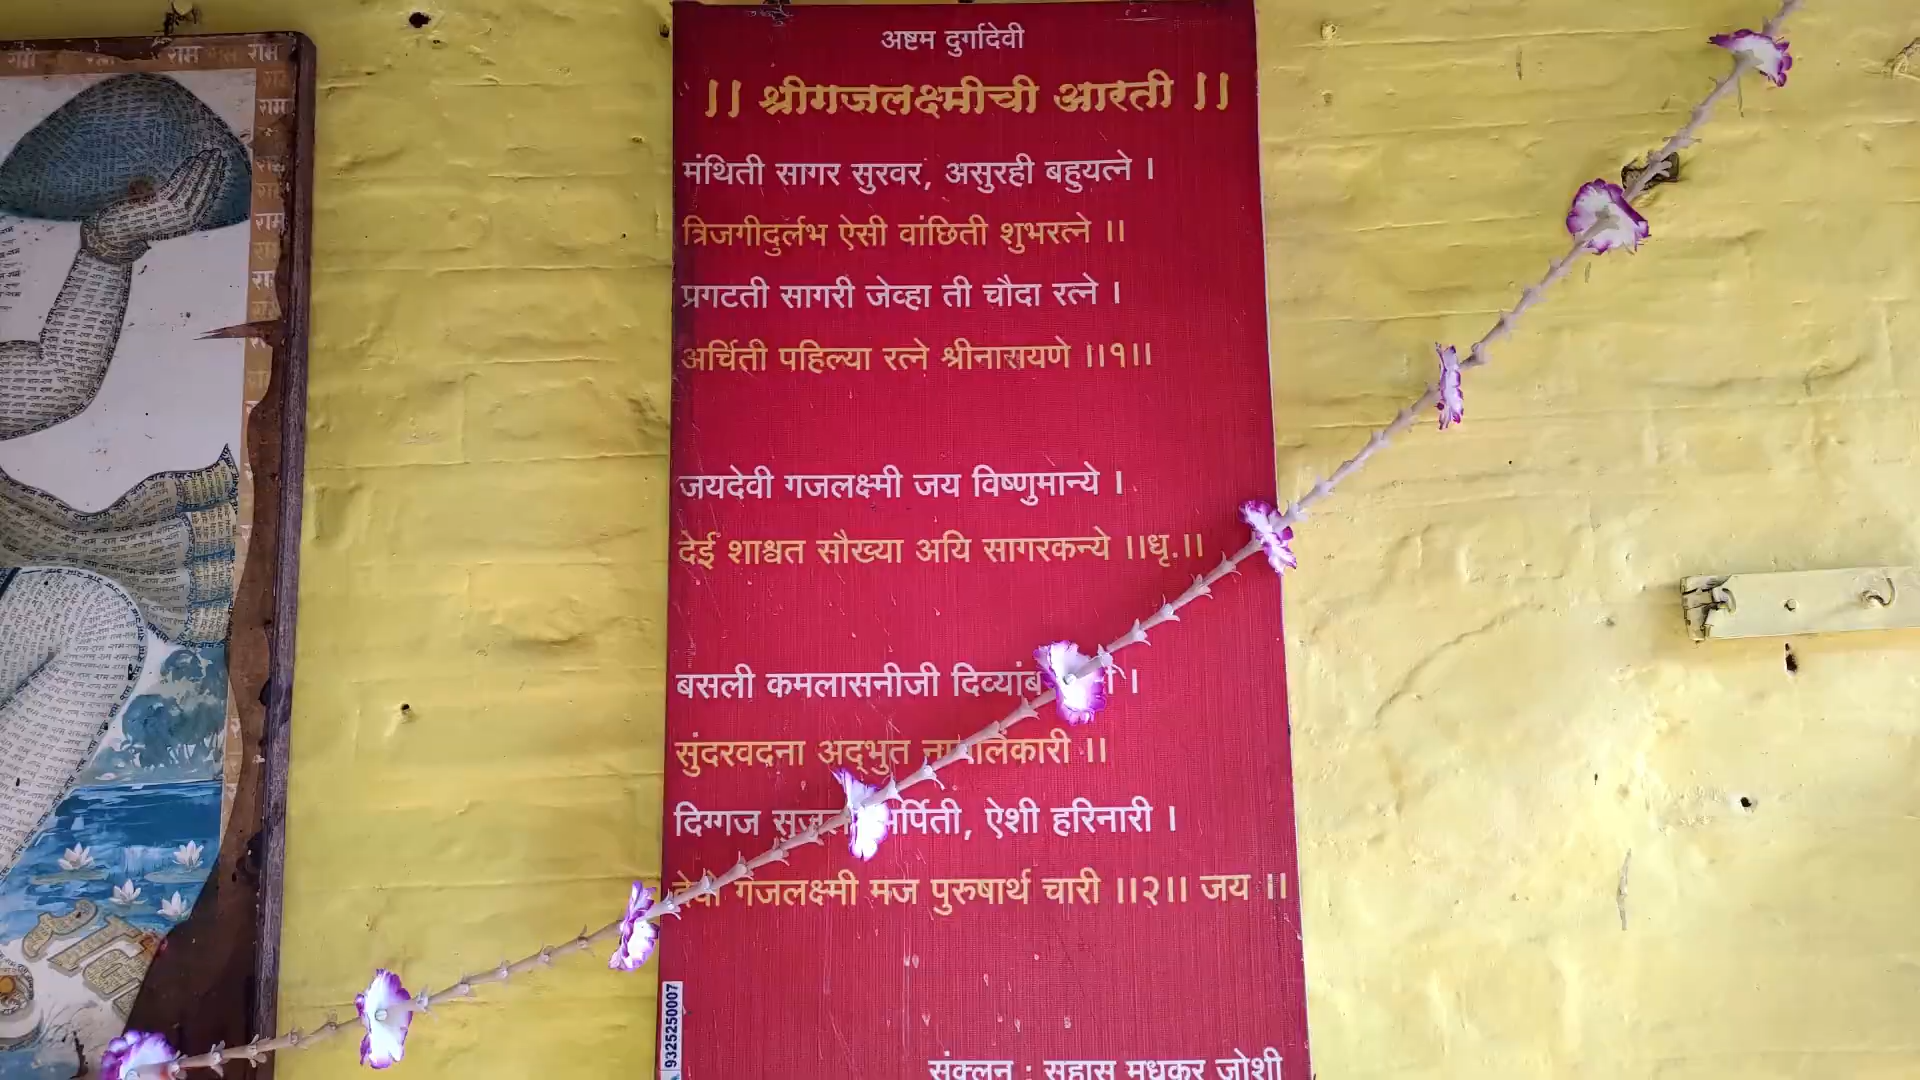 अष्टम दुर्गादेवी
।। श्रीगजलक्ष्मीची आरती ।।
मंथिती सागर सुरवर, असुरही बहुयत्ने ।
त्रिजगीदुर्लभ ऐसी वांछिती शुभरत्ने ।।
प्रगटती सागरी जेव्हा ती चौदा रत्ने ।
अर्चिती पहिल्या रत्ने श्रीनारायणे ।।१।।
जयदेवी गजलक्ष्मी जय विष्णुमान्ये ।
देई शाश्वत सौख्या अयि सागरकन्ये ।।धृ.।।
बसली कमलासनीजी ।
सुंदरवदना अद्‌भुत ।।
दिग्गज ऐशी हरिनारी ।
देवी गजलक्ष्मी मज पुरुषार्थ चारी ।।२।। जय ।।
9325250007
संकलन : सुहास मधुकर जोशी
राम राम राम
राम
राम
राम